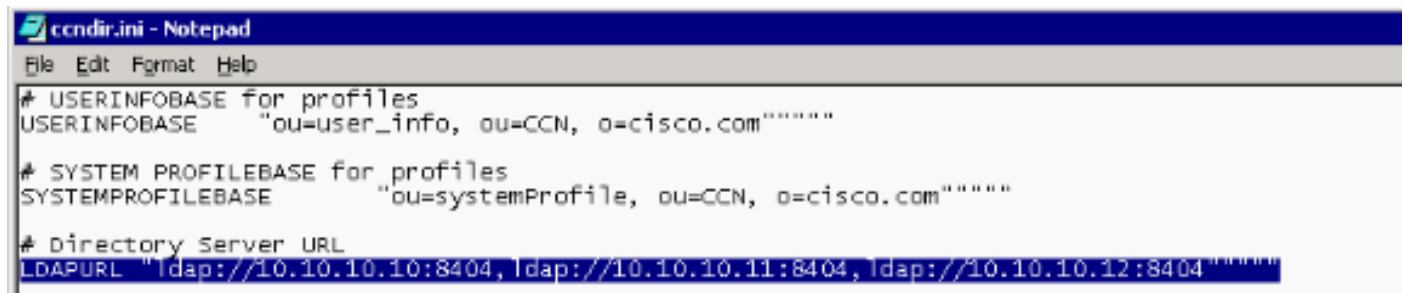 ccndir.ini - Notepad
File Edit Format Help
# USERINFOBASE for profiles
USERINFOBASE "ou=user_info, ou=CCN, o=cisco.com"""""
# SYSTEM PROFILEBASE for profiles
SYSTEMPROFILEBASE "ou=systemProfile, ou=CCN, o=cisco.com"""""
# Directory Server URL
LDAPURL "ldap://10.10.10.10:8404,ldap://10.10.10.11:8404,ldap://10.10.10.12:8404"""""